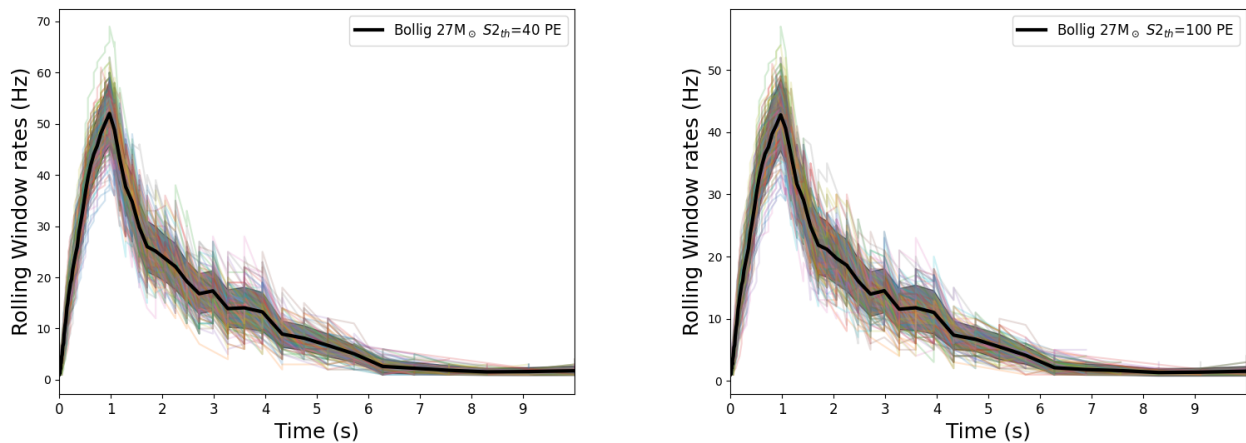 Rolling Window rates (Hz)
70
60
50
40
30
20
10
0
Bollig 27M⊙ S2th=40 PE
0 1 2 3 4 5 6 7 8 9
Time (s)
Rolling Window rates (Hz)
50
40
30
20
10
0
Bollig 27M⊙ S2th=100 PE
0 1 2 3 4 5 6 7 8 9
Time (s)